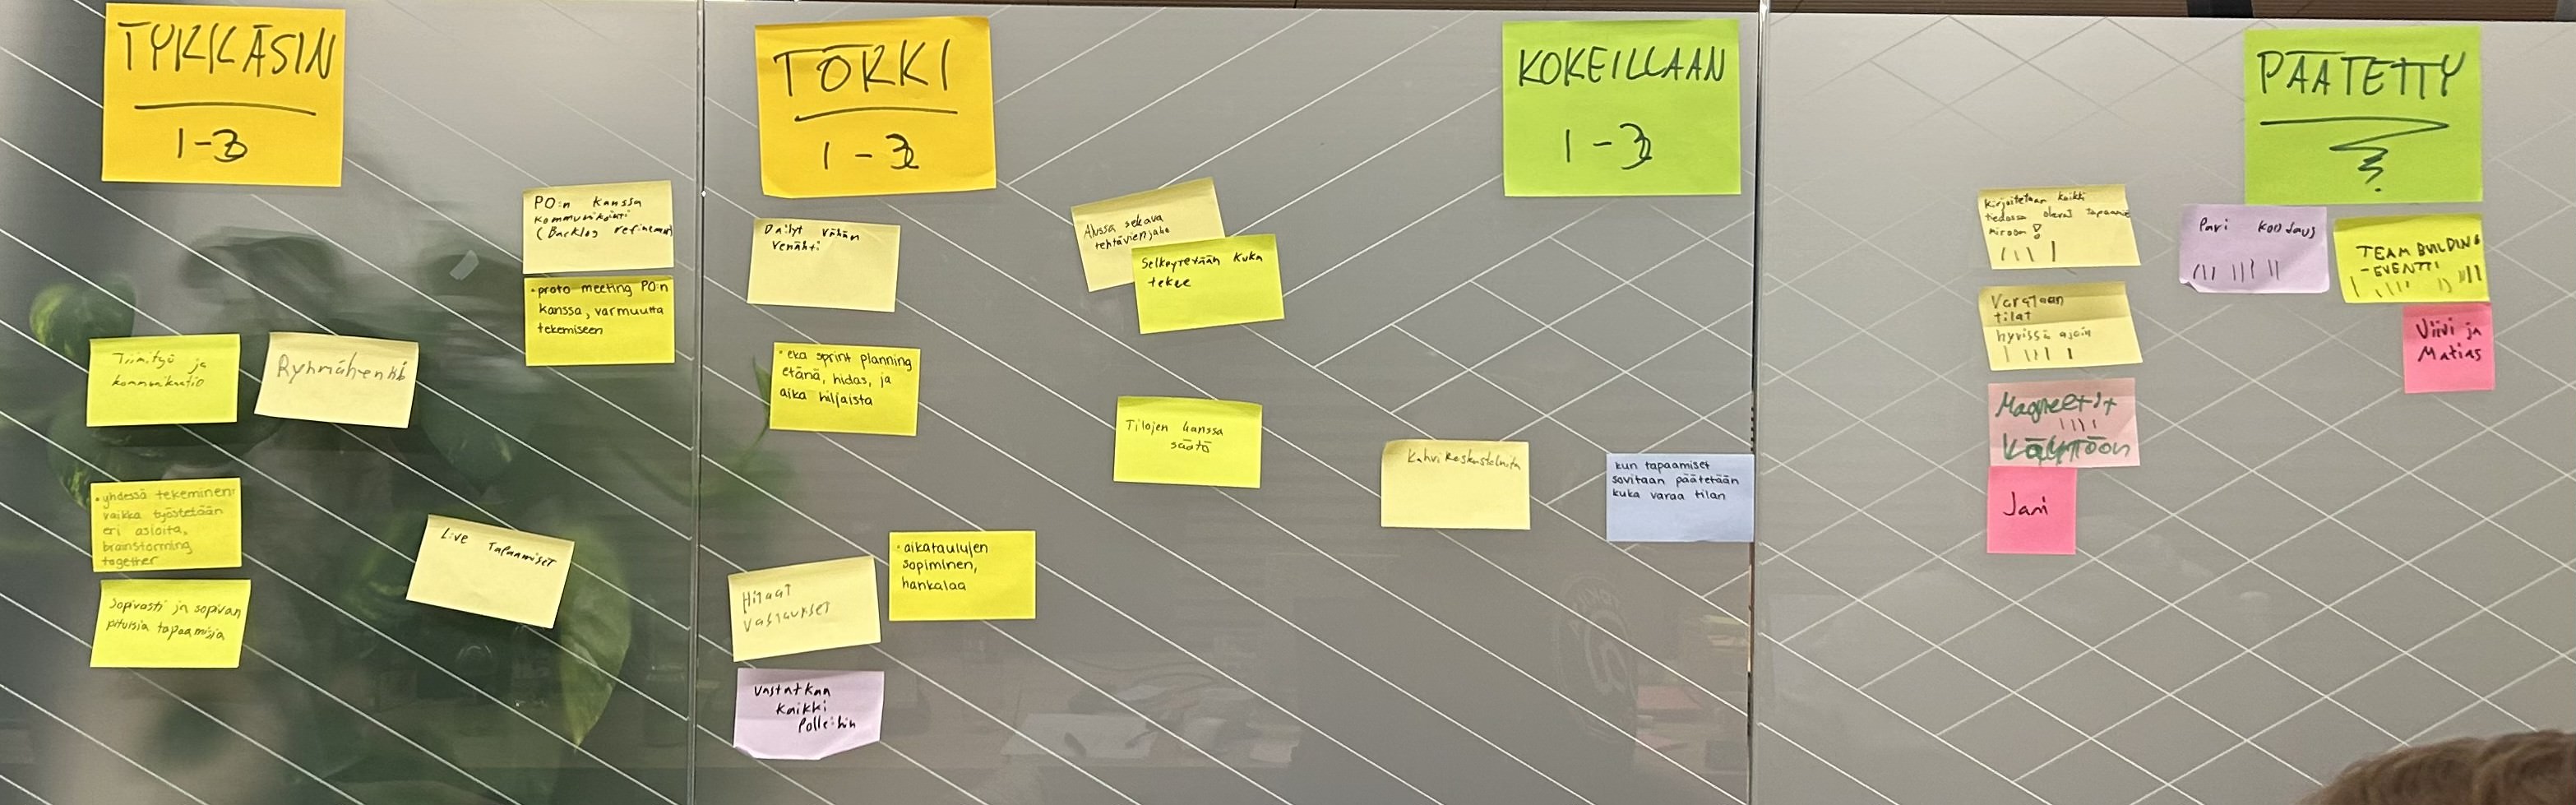 TYKKÄSIN
1-3
PO:n kanssa
kommunikointi
(Backlog refinement)
• proto meeting PO:n
kanssa, varmuutta
tekemiseen
Tiimityö ja
kommunikaatio
Ryhmähenki
• yhdessä tekeminen
vaikka työstetään
eri asioita,
brainstorming
together
Sopivasti ja sopivan
pituisia tapaamisia
Live Tapaamiset
TÖKKI
1-3
Dailyt vähän
venähti
Alussa sekava
tehtävienjako
Selkeytetään kuka
tekee
• eka sprint planning
etänä, hidas, ja
aika hiljaista
Tilojen kanssa
säätö
• aikataulujen
sopiminen,
hankalaa
Hitaat
vastaukset
Vastatkaa
kaikki
Polleihin
KOKEILLAAN
1-3
Kahvikeskusteluita
kun tapaamiset
sovitaan päätetään
kuka varaa tilan
PÄÄTETTY
Kirjoitetaan kaikki
tiedossa olevat tapaamiset
miroon!
Varataan
tilat
hyvissä ajoin
Magneetit
käyttöön
Jani
Pari koodaus
TEAM BUILDING
-EVENTTI
Viivi ja
Matias